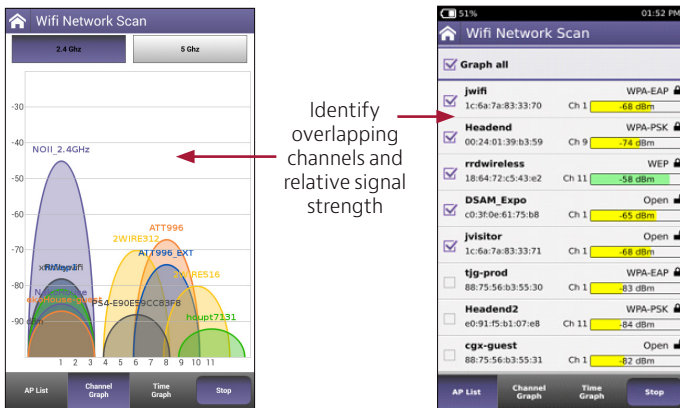 Wifi Network Scan
2.4 Ghz
5 Ghz
-30
-40
NOII_2.4GHz
-50
-60
ATT996
2WIRE312
-70
ATT996_EXT
-80
PS4-E90E59CC83F8
houpt7131
-90
1 2 3 4 5 6 7 8 9 10 11
AP List
Channel
Graph
Time
Graph
Stop
Identify
overlapping
channels and
relative signal
strength
51%
01:52 PM
Wifi Network Scan
Graph all
jwifi WPA-EAP
1c:6a:7a:83:33:70 Ch 1 -68 dBm
Headend WPA-PSK
00:24:01:39:b3:59 Ch 9 -74 dBm
rrdwireless WEP
18:64:72:c5:43:e2 Ch 11 -58 dBm
DSAM_Expo Open
c0:3f:0e:61:75:b8 Ch 1 -65 dBm
jvisitor Open
1c:6a:7a:83:33:71 Ch 1 -68 dBm
tjg-prod WPA-EAP
88:75:56:b3:55:30 Ch 1 -83 dBm
Headend2 WPA-PSK
e0:91:f5:b1:07:e8 Ch 11 -84 dBm
cgx-guest Open
88:75:56:b3:55:31 Ch 1 -82 dBm
AP List
Channel
Graph
Time
Graph
Stop